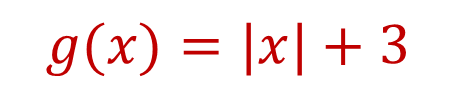 g(x) = |x| + 3